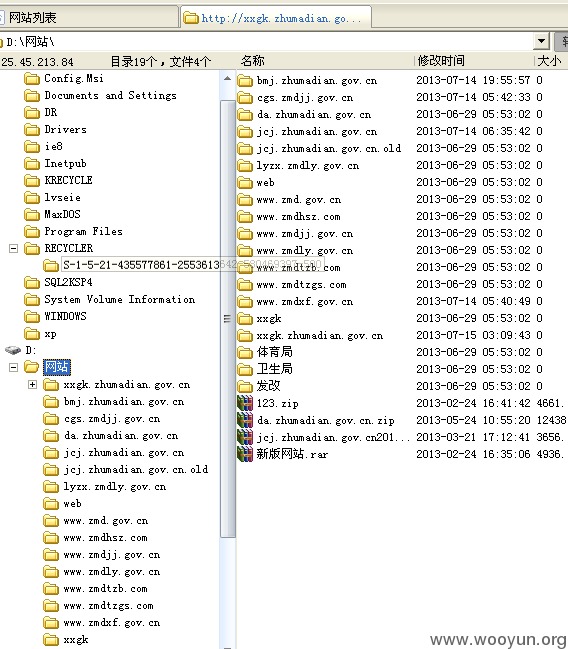 网站列表
http://xxgk.zhumadian.go...
D:\网站\
25.45.213.84 目录19个，文件4个 名称 修改时间 大小
Config.Msi
Documents and Settings
DR
Drivers
ie8
Inetpub
KRECYCLE
lvseie
MaxDOS
Program Files
RECYCLER
S-1-5-21-435577861-2553613
SQL2KSP4
System Volume Information
WINDOWS
xp
D:
网站
xxgk.zhumadian.gov.cn
bmj.zhumadian.gov.cn
cgs.zmdjj.gov.cn
da.zhumadian.gov.cn
jcj.zhumadian.gov.cn
jcj.zhumadian.gov.cn.old
lyzx.zmdly.gov.cn
web
www.zmd.gov.cn
www.zmdhsz.com
www.zmdjj.gov.cn
www.zmdly.gov.cn
www.zmdtzb.com
www.zmdtzgs.com
www.zmdxf.gov.cn
xxgk
bmj.zhumadian.gov.cn 2013-07-14 19:55:57 0
cgs.zmdjj.gov.cn 2013-07-14 05:42:33 0
da.zhumadian.gov.cn 2013-06-29 05:53:02 0
jcj.zhumadian.gov.cn 2013-07-14 06:35:42 0
jcj.zhumadian.gov.cn.old 2013-06-29 05:53:02 0
lyzx.zmdly.gov.cn 2013-06-29 05:53:02 0
web 2013-06-29 05:53:02 0
www.zmd.gov.cn 2013-06-29 05:53:02 0
www.zmdhsz.com 2013-06-29 05:53:02 0
www.zmdjj.gov.cn 2013-06-29 05:53:02 0
www.zmdly.gov.cn 2013-06-29 05:53:02 0
www.zmdtzb.com 2013-06-29 05:53:02 0
www.zmdtzgs.com 2013-06-29 05:53:02 0
www.zmdxf.gov.cn 2013-07-14 05:40:49 0
xxgk 2013-06-29 05:53:02 0
xxgk.zhumadian.gov.cn 2013-07-15 03:09:43 0
体育局 2013-06-29 05:53:02 0
卫生局 2013-06-29 05:53:02 0
发改 2013-06-29 05:53:02 0
123.zip 2013-02-24 16:41:42 4661.
da.zhumadian.gov.cn.zip 2013-05-24 10:55:20 12438
jcj.zhumadian.gov.cn201... 2013-03-21 17:12:41 3656.
新版网站.rar 2013-02-24 16:35:06 4936.
www.wooyun.org